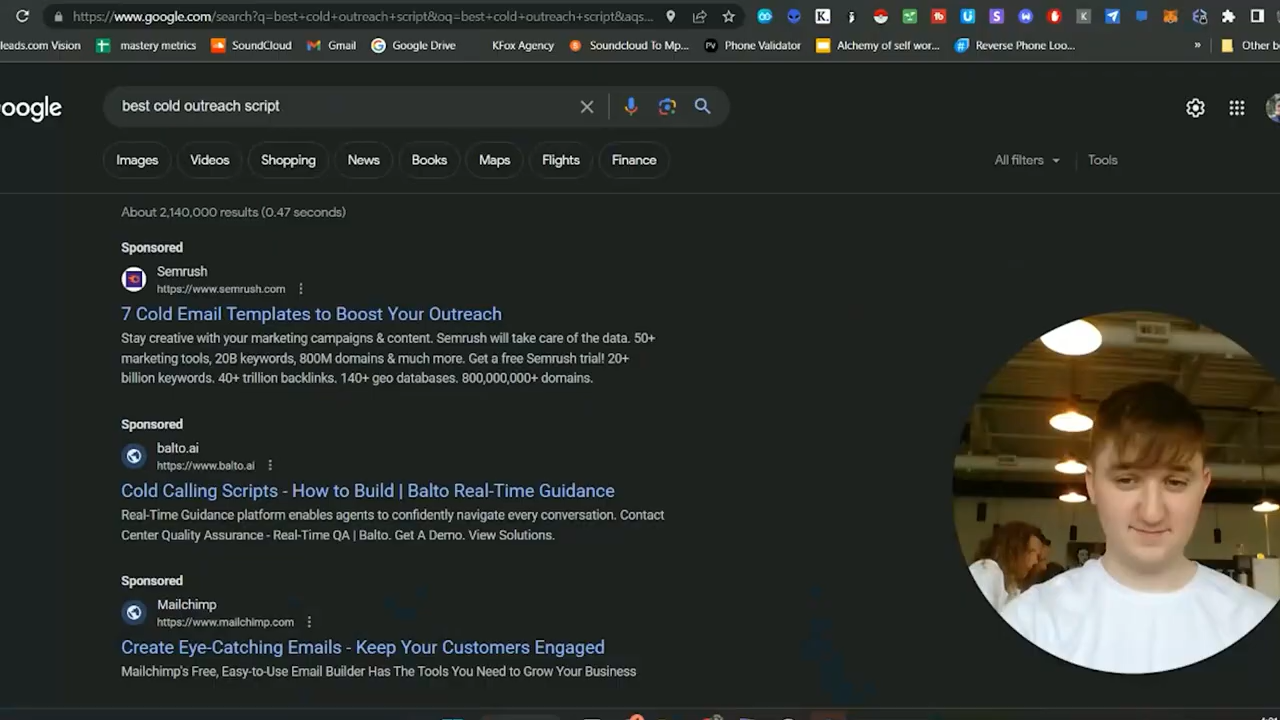 https://www.google.com/search?q=best+cold+outreach+script&oq=best+cold+outreach+script&aqs...
leads.com Vision
mastery metrics
SoundCloud
Gmail
Google Drive
KFox Agency
Soundcloud To Mp...
PV
Phone Validator
Alchemy of self wor...
#
Reverse Phone Loo...
»
Other b
oogle
best cold outreach script
Images
Videos
Shopping
News
Books
Maps
Flights
Finance
All filters
Tools
About 2,140,000 results (0.47 seconds)
Sponsored
Semrush
https://www.semrush.com
7 Cold Email Templates to Boost Your Outreach
Stay creative with your marketing campaigns & content. Semrush will take care of the data. 50+
marketing tools, 20B keywords, 800M domains & much more. Get a free Semrush trial! 20+
billion keywords. 40+ trillion backlinks. 140+ geo databases. 800,000,000+ domains.
Sponsored
balto.ai
https://www.balto.ai
Cold Calling Scripts - How to Build | Balto Real-Time Guidance
Real-Time Guidance platform enables agents to confidently navigate every conversation. Contact
Center Quality Assurance - Real-Time QA | Balto. Get A Demo. View Solutions.
Sponsored
Mailchimp
https://www.mailchimp.com
Create Eye-Catching Emails - Keep Your Customers Engaged
Mailchimp's Free, Easy-to-Use Email Builder Has The Tools You Need to Grow Your Business